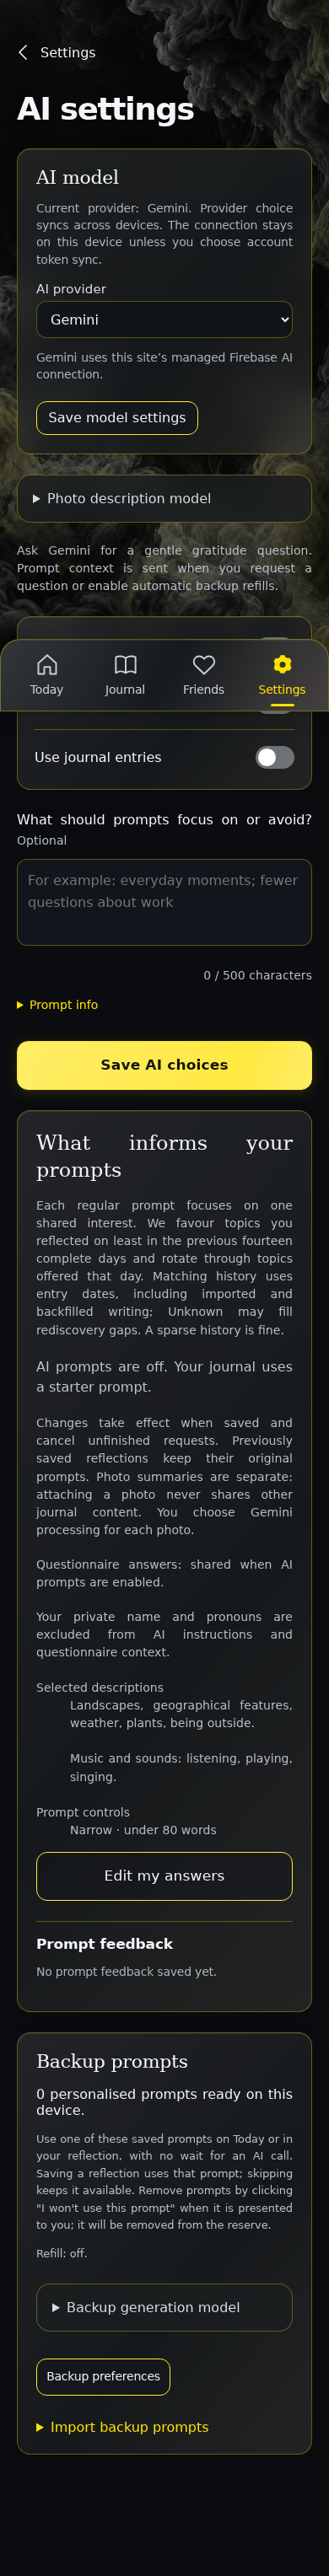 Settings
AI settings
AI model
Current provider: Gemini. Provider choice
syncs across devices. The connection stays
on this device unless you choose account
token sync.
AI provider
Gemini
Gemini uses this site’s managed Firebase AI
connection.
Save model settings
Photo description model
Ask Gemini for a gentle gratitude question.
Prompt context is sent when you request a
question or enable automatic backup refills.
Today Journal Friends Settings
Use journal entries
What should prompts focus on or avoid?
Optional
For example: everyday moments; fewer
questions about work
0 / 500 characters
Prompt info
Save AI choices
What informs your
prompts
Each regular prompt focuses on one
shared interest. We favour topics you
reflected on least in the previous fourteen
complete days and rotate through topics
offered that day. Matching history uses
entry dates, including imported and
backfilled writing; Unknown may fill
rediscovery gaps. A sparse history is fine.
AI prompts are off. Your journal uses
a starter prompt.
Changes take effect when saved and
cancel unfinished requests. Previously
saved reflections keep their original
prompts. Photo summaries are separate:
attaching a photo never shares other
journal content. You choose Gemini
processing for each photo.
Questionnaire answers: shared when AI
prompts are enabled.
Your private name and pronouns are
excluded from AI instructions and
questionnaire context.
Selected descriptions
Landscapes, geographical features,
weather, plants, being outside.
Music and sounds: listening, playing,
singing.
Prompt controls
Narrow · under 80 words
Edit my answers
Prompt feedback
No prompt feedback saved yet.
Backup prompts
0 personalised prompts ready on this
device.
Use one of these saved prompts on Today or in
your reflection, with no wait for an AI call.
Saving a reflection uses that prompt; skipping
keeps it available. Remove prompts by clicking
"I won't use this prompt" when it is presented
to you; it will be removed from the reserve.
Refill: off.
Backup generation model
Backup preferences
Import backup prompts